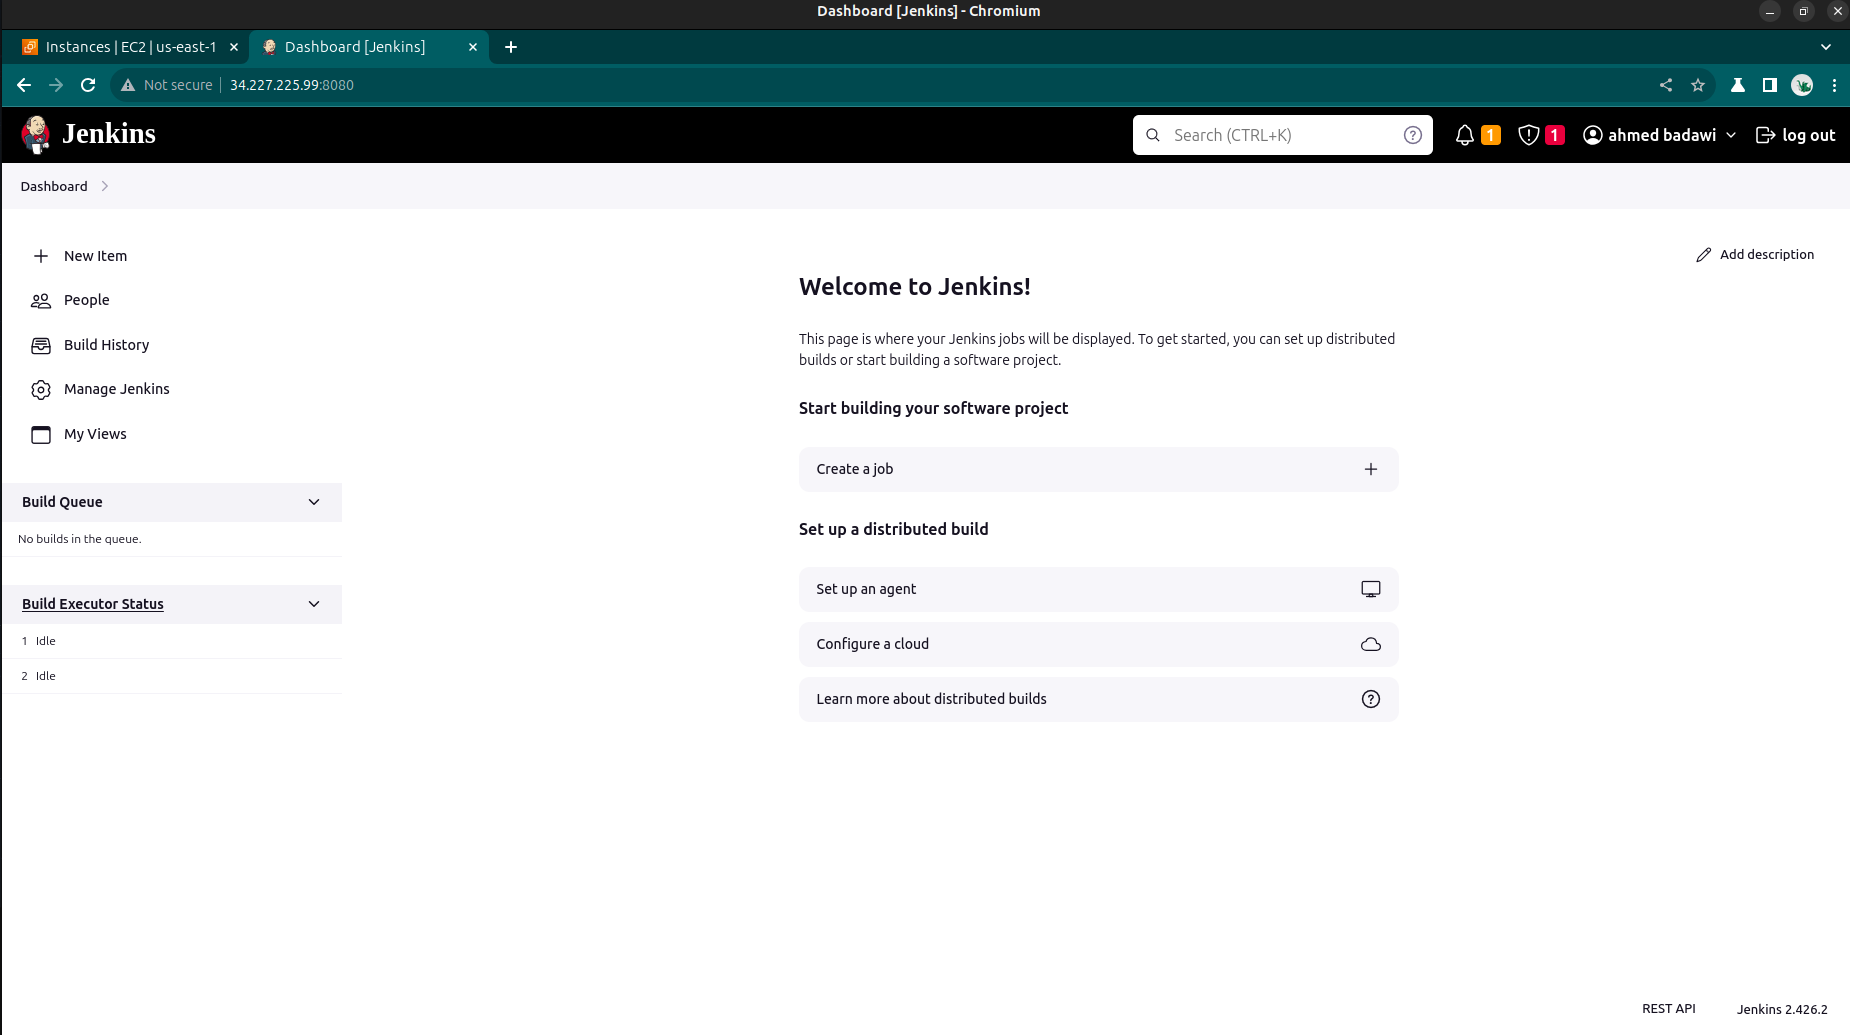 Dashboard [Jenkins] - Chromium
Instances | EC2 | us-east-1
Dashboard [Jenkins]
Not secure
34.227.225.99:8080
Jenkins
Search (CTRL+K)
1
1
ahmed badawi
log out
Dashboard
New Item
People
Build History
Manage Jenkins
My Views
Build Queue
No builds in the queue.
Build Executor Status
1 Idle
2 Idle
Add description
Welcome to Jenkins!
This page is where your Jenkins jobs will be displayed. To get started, you can set up distributed
builds or start building a software project.
Start building your software project
Create a job
Set up a distributed build
Set up an agent
Configure a cloud
Learn more about distributed builds
REST API
Jenkins 2.426.2